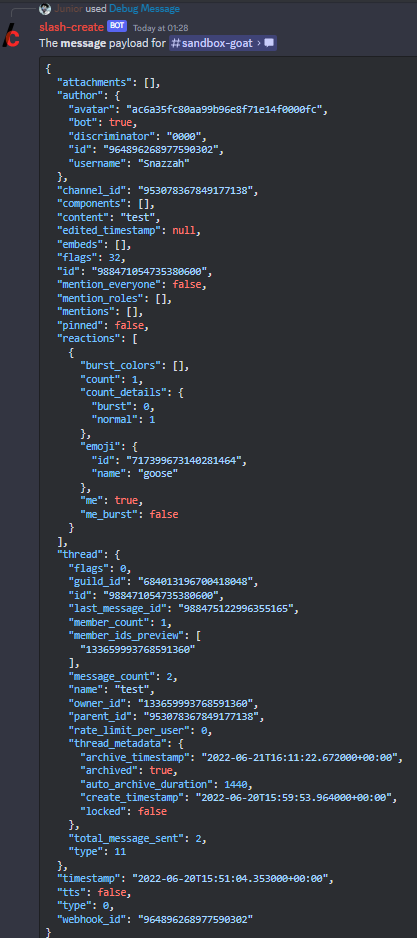 Junior used Debug Message
slash-create BOT Today at 01:28
The message payload for #sandbox-goat ›
{
"attachments": [],
"author": {
"avatar": "ac6a35fc80aa99b96e8f71e14f0000fc",
"bot": true,
"discriminator": "0000",
"id": "964896268977590302",
"username": "Snazzah"
},
"channel_id": "953078367849177138",
"components": [],
"content": "test",
"edited_timestamp": null,
"embeds": [],
"flags": 32,
"id": "988471054735380600",
"mention_everyone": false,
"mention_roles": [],
"mentions": [],
"pinned": false,
"reactions": [
{
"burst_colors": [],
"count": 1,
"count_details": {
"burst": 0,
"normal": 1
},
"emoji": {
"id": "717399673140281464",
"name": "goose"
},
"me": true,
"me_burst": false
}
],
"thread": {
"flags": 0,
"guild_id": "684013196700418048",
"id": "988471054735380600",
"last_message_id": "988475122996355165",
"member_count": 1,
"member_ids_preview": [
"133659993768591360"
],
"message_count": 2,
"name": "test",
"owner_id": "133659993768591360",
"parent_id": "953078367849177138",
"rate_limit_per_user": 0,
"thread_metadata": {
"archive_timestamp": "2022-06-21T16:11:22.672000+00:00",
"archived": true,
"auto_archive_duration": 1440,
"create_timestamp": "2022-06-20T15:59:53.964000+00:00",
"locked": false
},
"total_message_sent": 2,
"type": 11
},
"timestamp": "2022-06-20T15:51:04.353000+00:00",
"tts": false,
"type": 0,
"webhook_id": "964896268977590302"
}